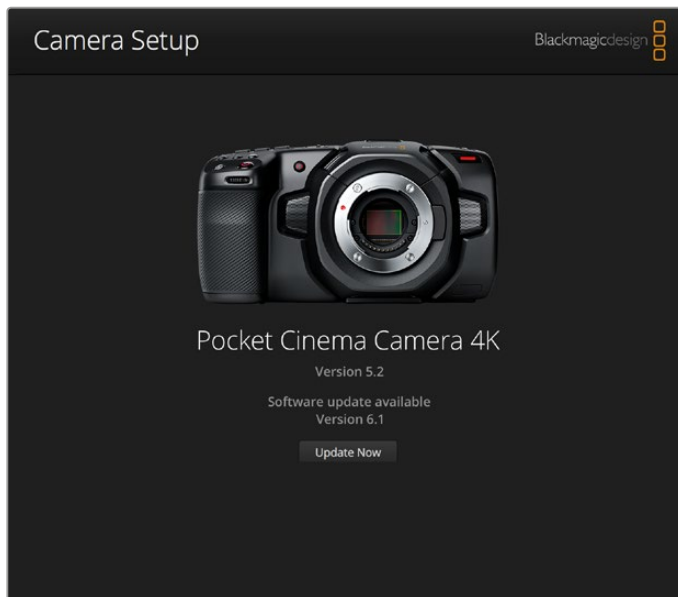 Camera Setup
Blackmagicdesign
Pocket Cinema Camera 4K
Version 5.2
Software update available
Version 6.1
Update Now